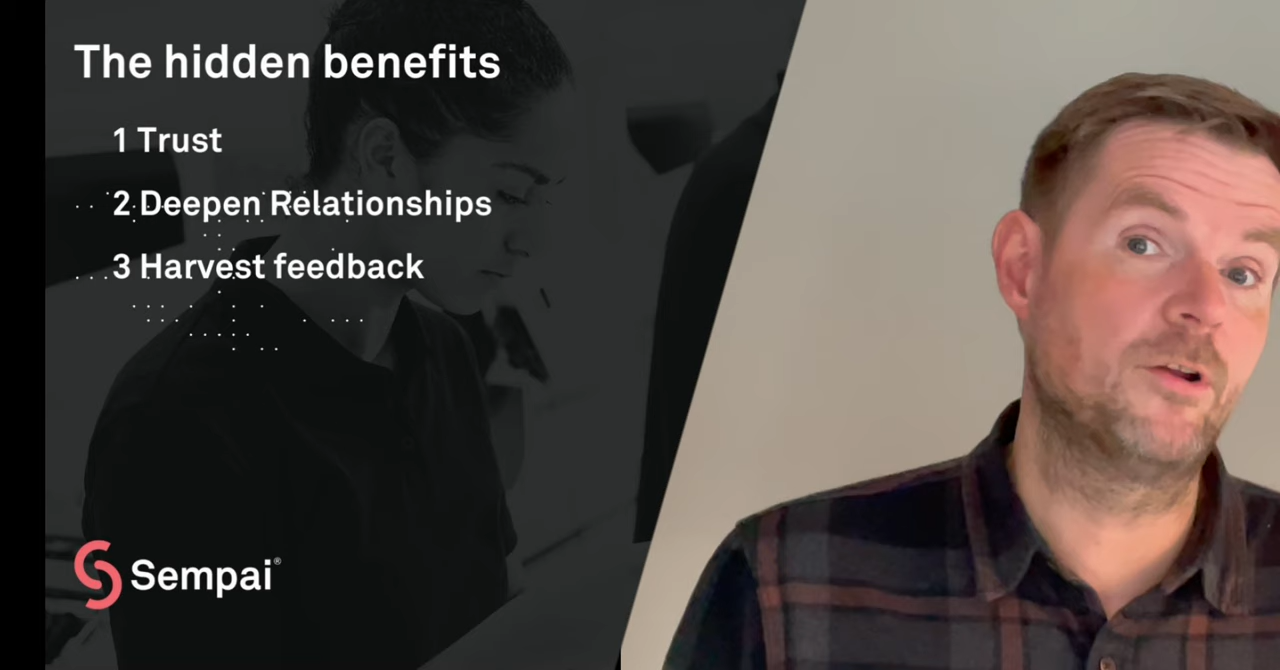 The hidden benefits
1 Trust
2 Deepen Relationships
3 Harvest feedback
Sempai®